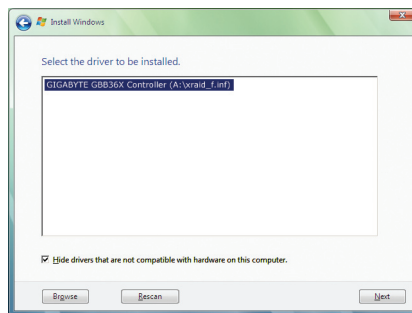 Install Windows
Select the driver to be installed.
GIGABYTE GBB36X Controller (A:\xraid_f.inf)
Hide drivers that are not compatible with hardware on this computer.
Browse Rescan Next